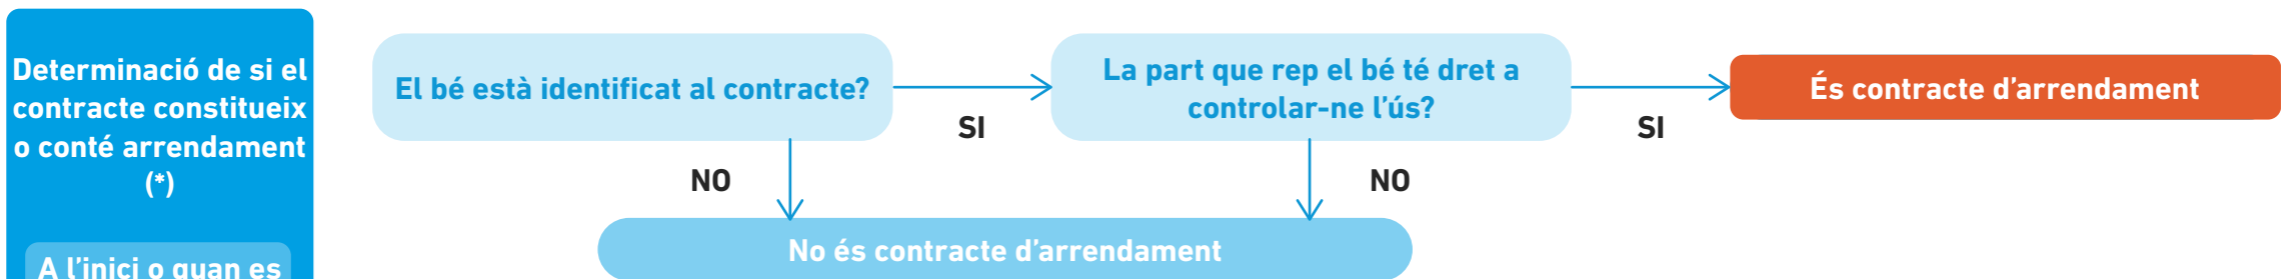 Determinació de si el
contracte constitueix
o conté arrendament
(*)
A l'inici o quan es
El bé està identificat al contracte?
SI
La part que rep el bé té dret a
controlar-ne l'ús?
SI
És contracte d'arrendament
NO
NO
No és contracte d'arrendament